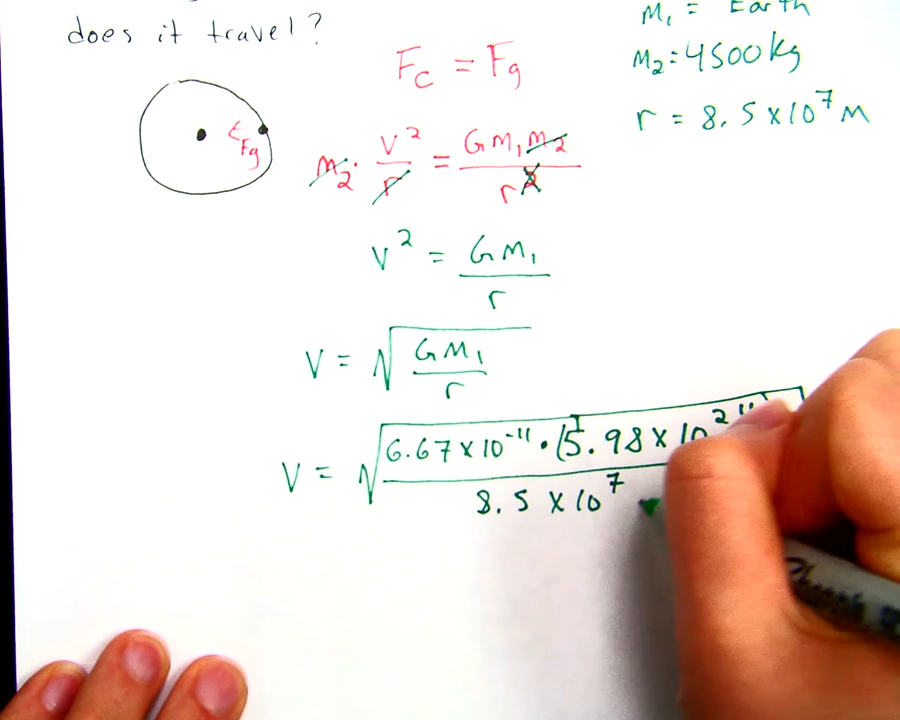 does it travel?
M₁ = Earth
M₂ = 4500 kg
r = 8.5 × 10⁷ M
Fg
F_C = F_g
m₂ · V²/r = G M₁ m₂ / r²
V² = G M₁ / r
V = √(G M₁ / r)
V = √(6.67 × 10⁻¹¹ · (5.98 × 10²⁴) / 8.5 × 10⁷)